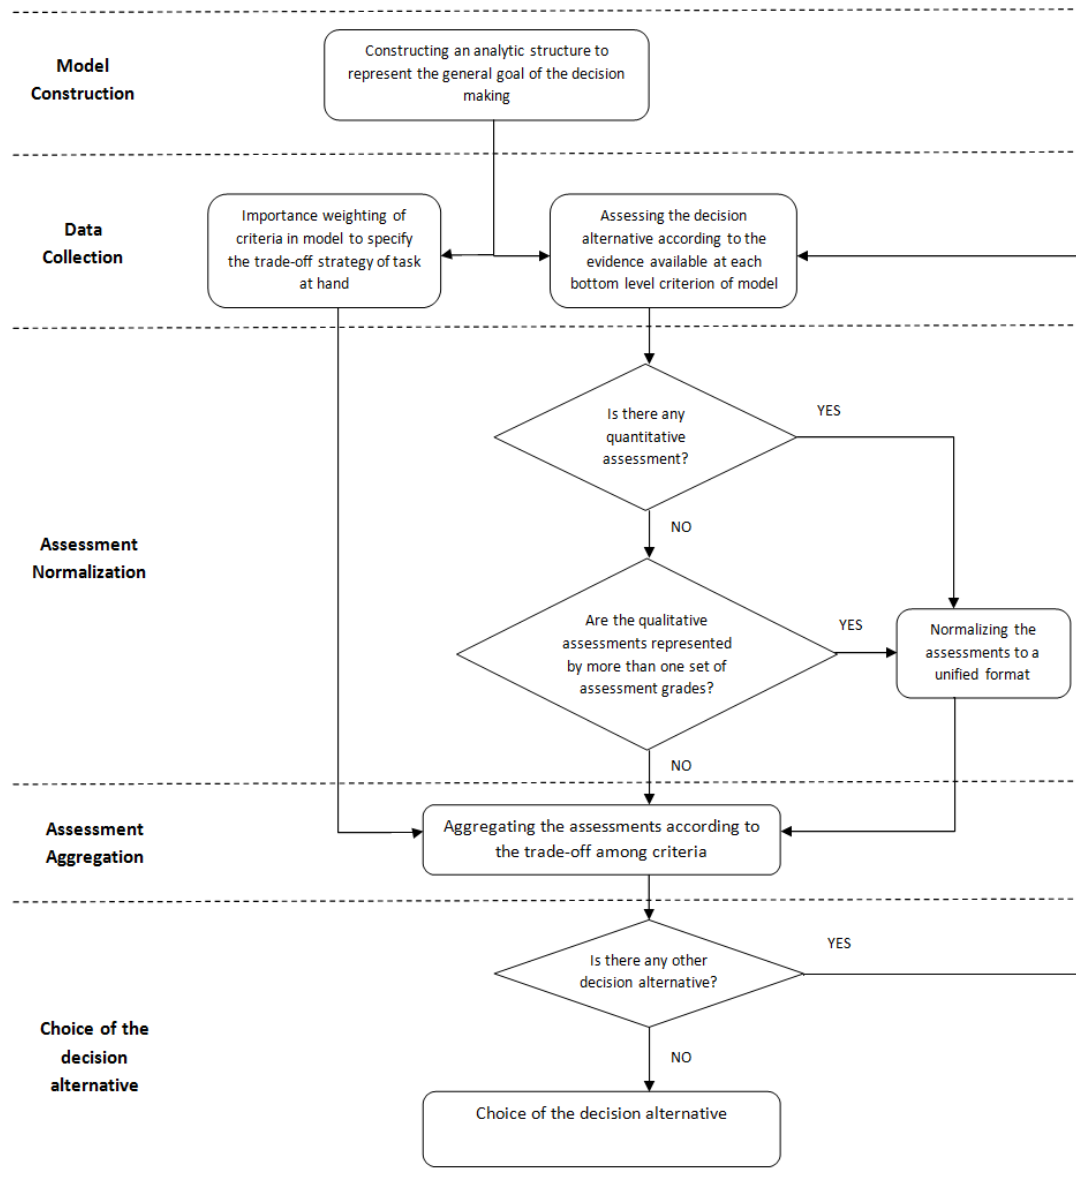 Model
Construction
Constructing an analytic structure to
represent the general goal of the decision
making
Data
Collection
Importance weighting of
criteria in model to specify
the trade-off strategy of task
at hand
Assessing the decision
alternative according to the
evidence available at each
bottom level criterion of model
Assessment
Normalization
Is there any
quantitative
assessment?
YES
NO
Are the qualitative
assessments represented
by more than one set of
assessment grades?
YES
Normalizing the
assessments to a
unified format
NO
Assessment
Aggregation
Aggregating the assessments according to
the trade-off among criteria
Choice of the
decision
alternative
Is there any other
decision alternative?
YES
NO
Choice of the decision alternative